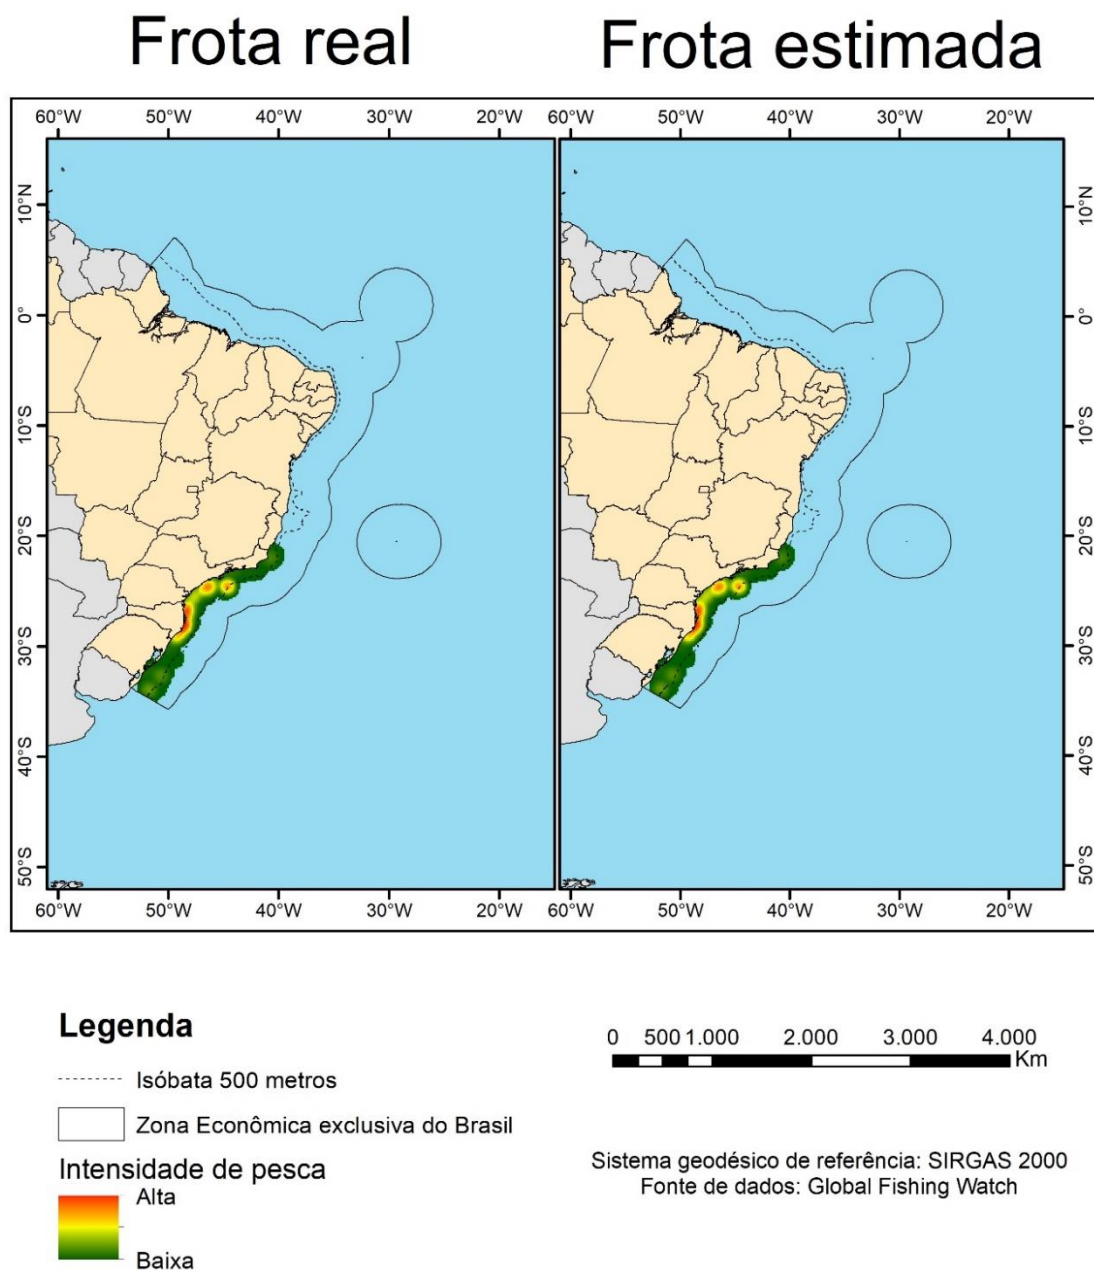 Frota real
Frota estimada
60°W 50°W 40°W 30°W 20°W
60°W 50°W 40°W 30°W 20°W
10°N
0°
10°S
20°S
30°S
40°S
50°S
10°N
0°
10°S
20°S
30°S
40°S
50°S
60°W 50°W 40°W 30°W 20°W
60°W 50°W 40°W 30°W 20°W
Legenda
Isóbata 500 metros
Zona Econômica exclusiva do Brasil
Intensidade de pesca
Alta
Baixa
0 500 1.000 2.000 3.000 4.000
Km
Sistema geodésico de referência: SIRGAS 2000
Fonte de dados: Global Fishing Watch